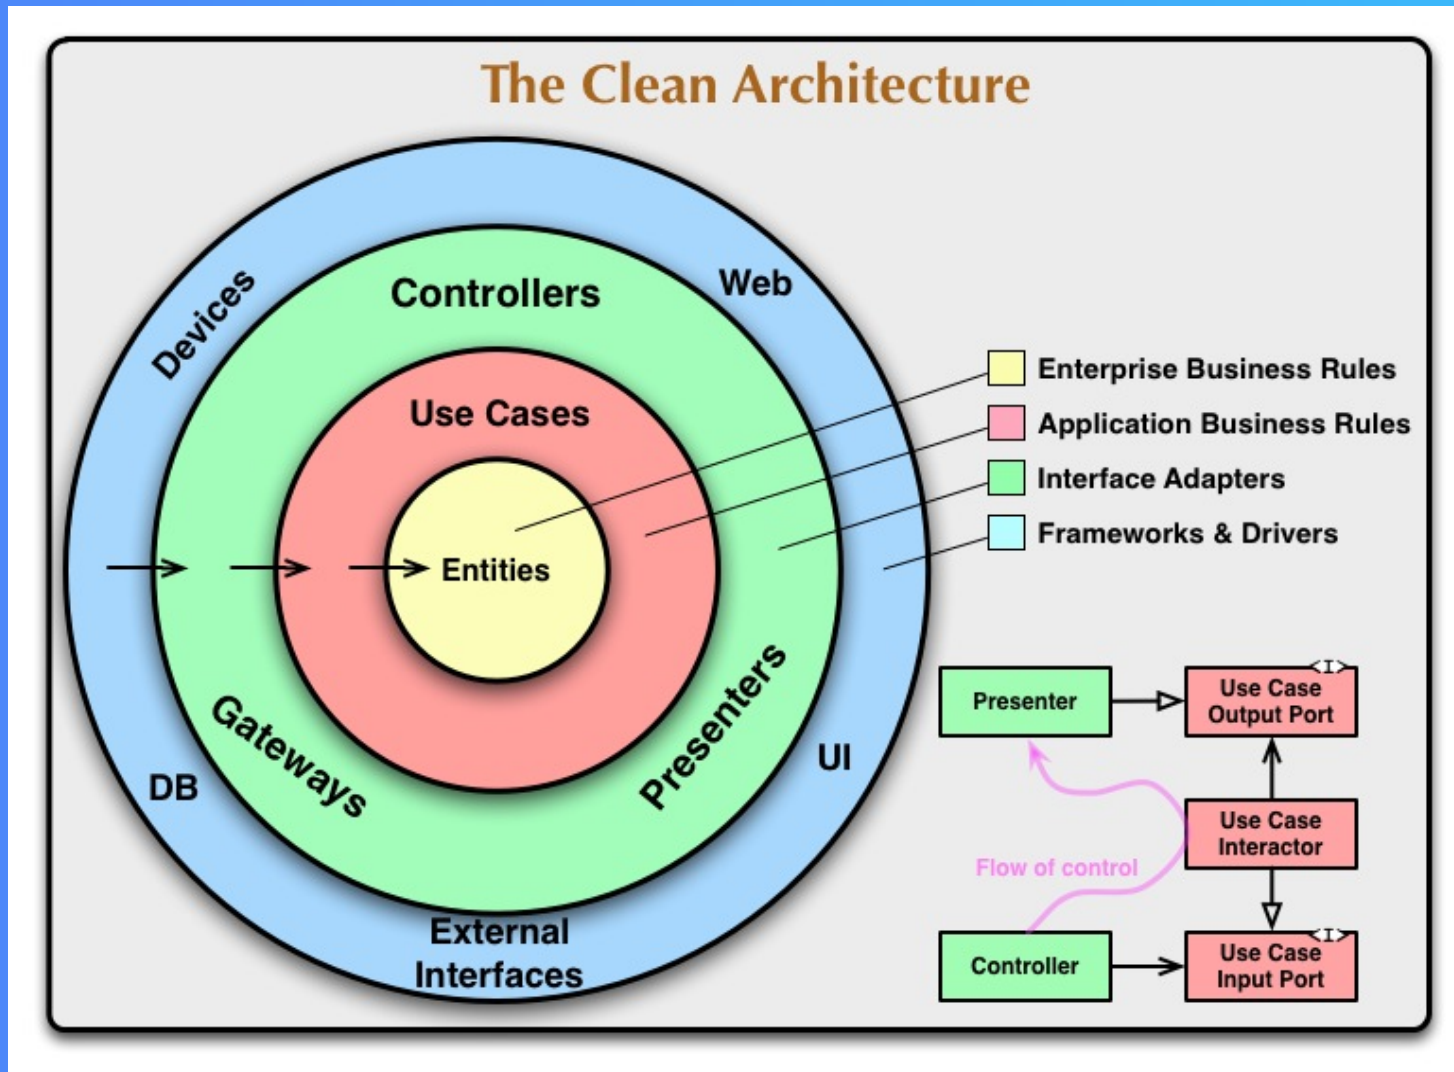 The Clean Architecture
Devices
Controllers
Web
Use Cases
Entities
Gateways
Presenters
DB
UI
External
Interfaces
Enterprise Business Rules
Application Business Rules
Interface Adapters
Frameworks & Drivers
Presenter
<I>
Use Case
Output Port
Use Case
Interactor
Flow of control
Controller
<I>
Use Case
Input Port